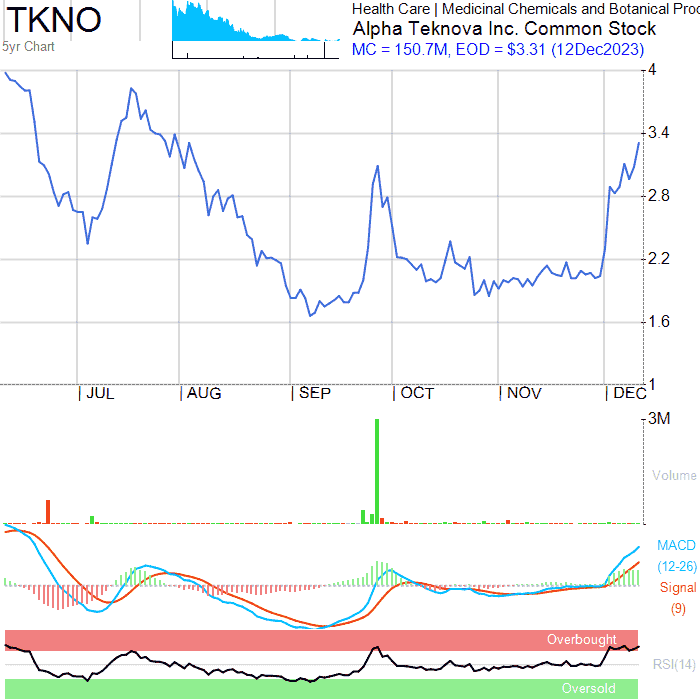 TKNO
5yr Chart
Health Care | Medicinal Chemicals and Botanical Proc
Alpha Teknova Inc. Common Stock
MC = 150.7M, EOD = $3.31 (12Dec2023)
4
3.4
2.8
2.2
1.6
1
| JUL | AUG | SEP | OCT | NOV | DEC
3M
Volume
MACD
(12-26)
Signal
(9)
Overbought
RSI(14)
Oversold